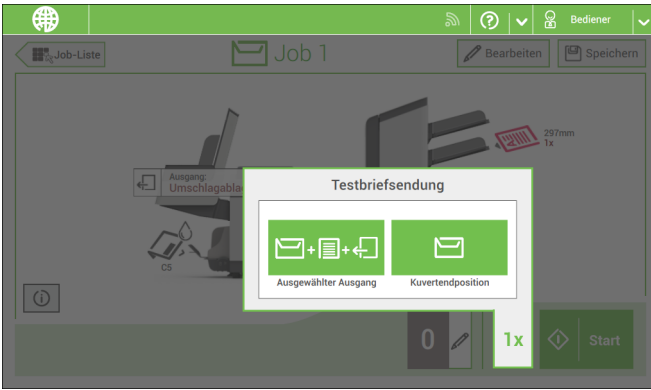 Bediener
Job-Liste
Job 1
Bearbeiten
Speichern
297mm
1x
Ausgang:
Umschlagabla
Testbriefsendung
Ausgewählter Ausgang
Kuvertendposition
C5
0
1x
Start